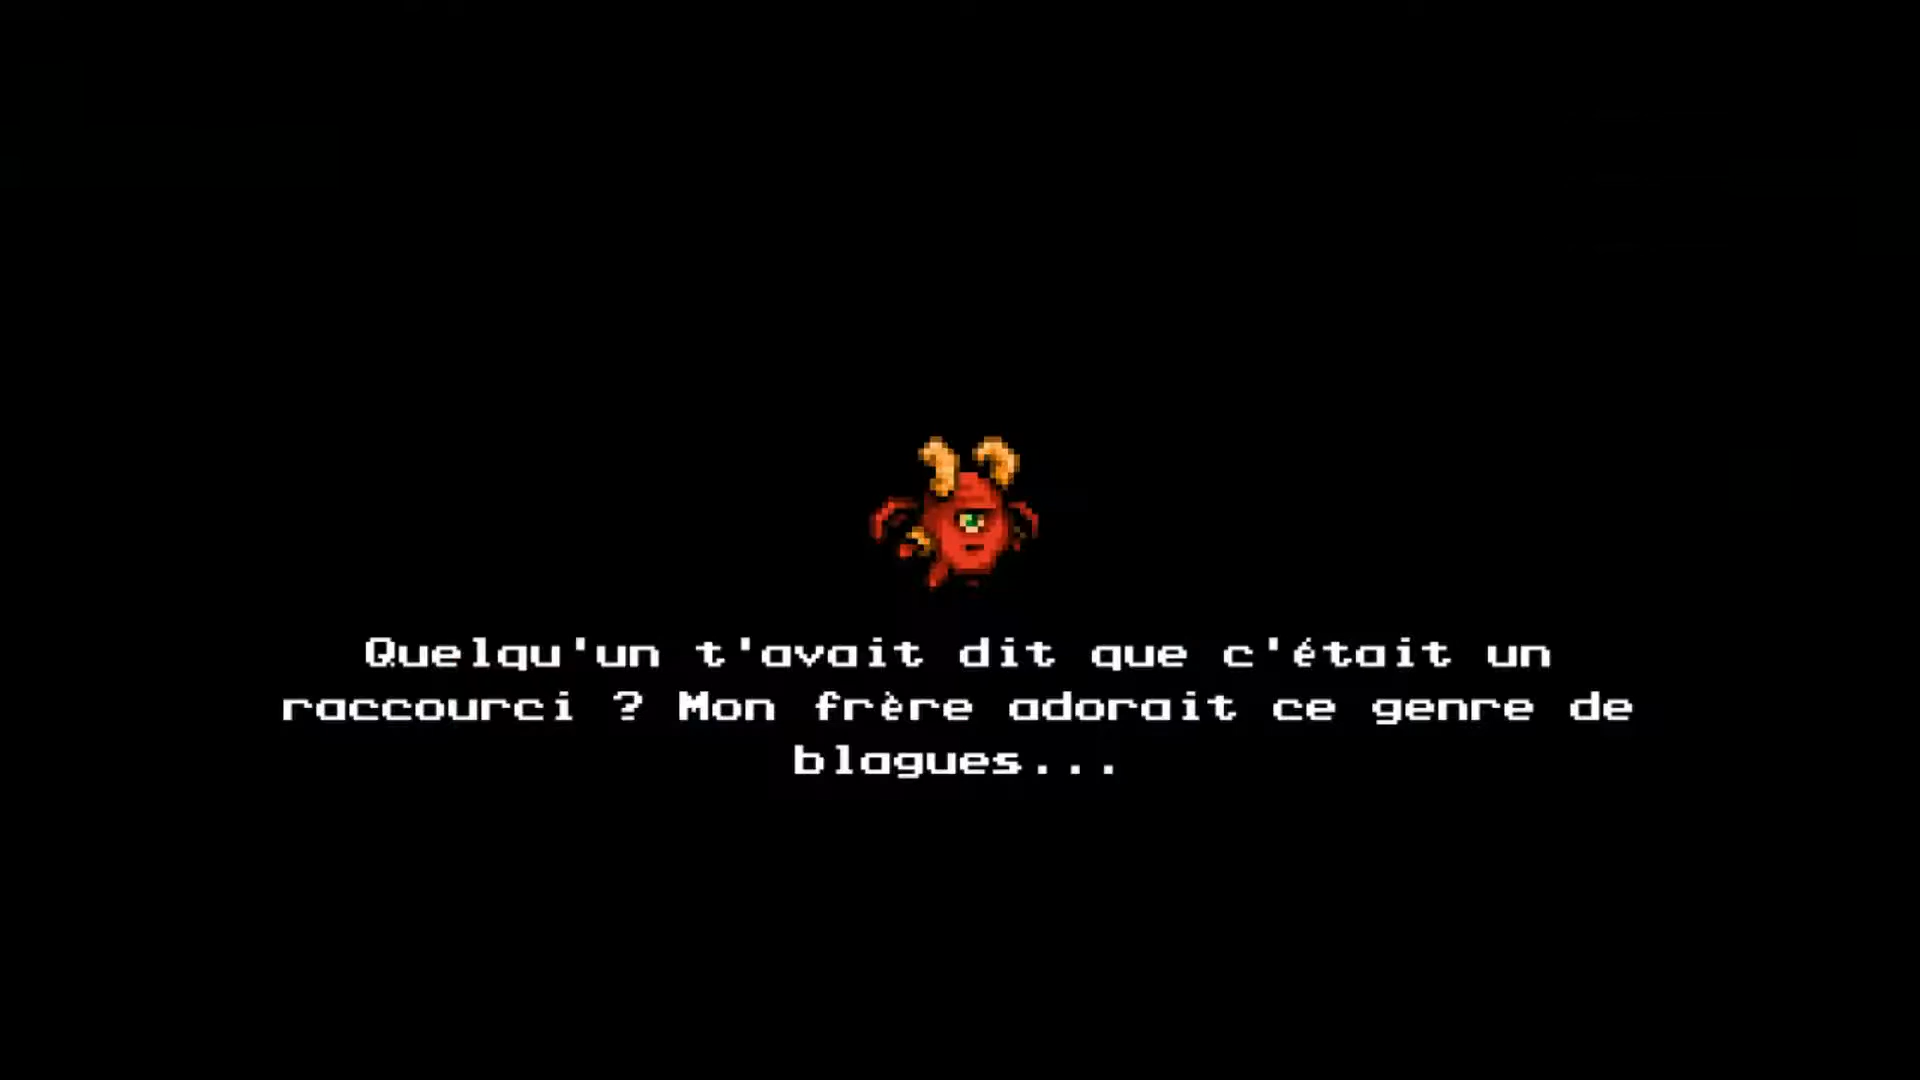 Quelqu'un t'avait dit que c'était un
raccourci ? Mon frère adorait ce genre de
blagues...